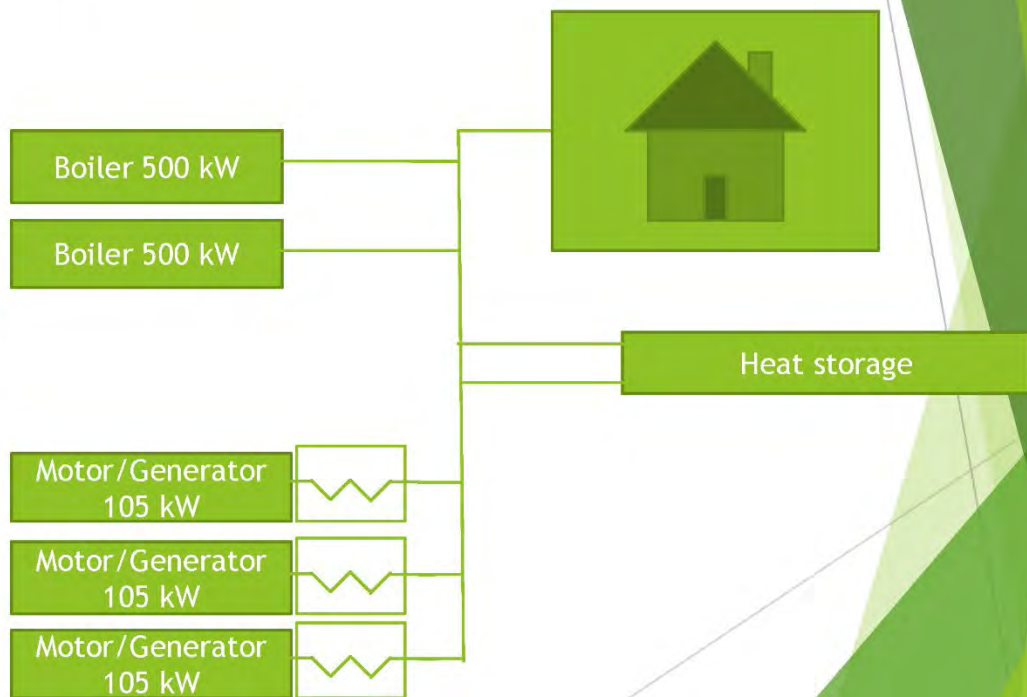 Boiler 500 kW
Boiler 500 kW
Heat storage
Motor/Generator
105 kW
Motor/Generator
105 kW
Motor/Generator
105 kW